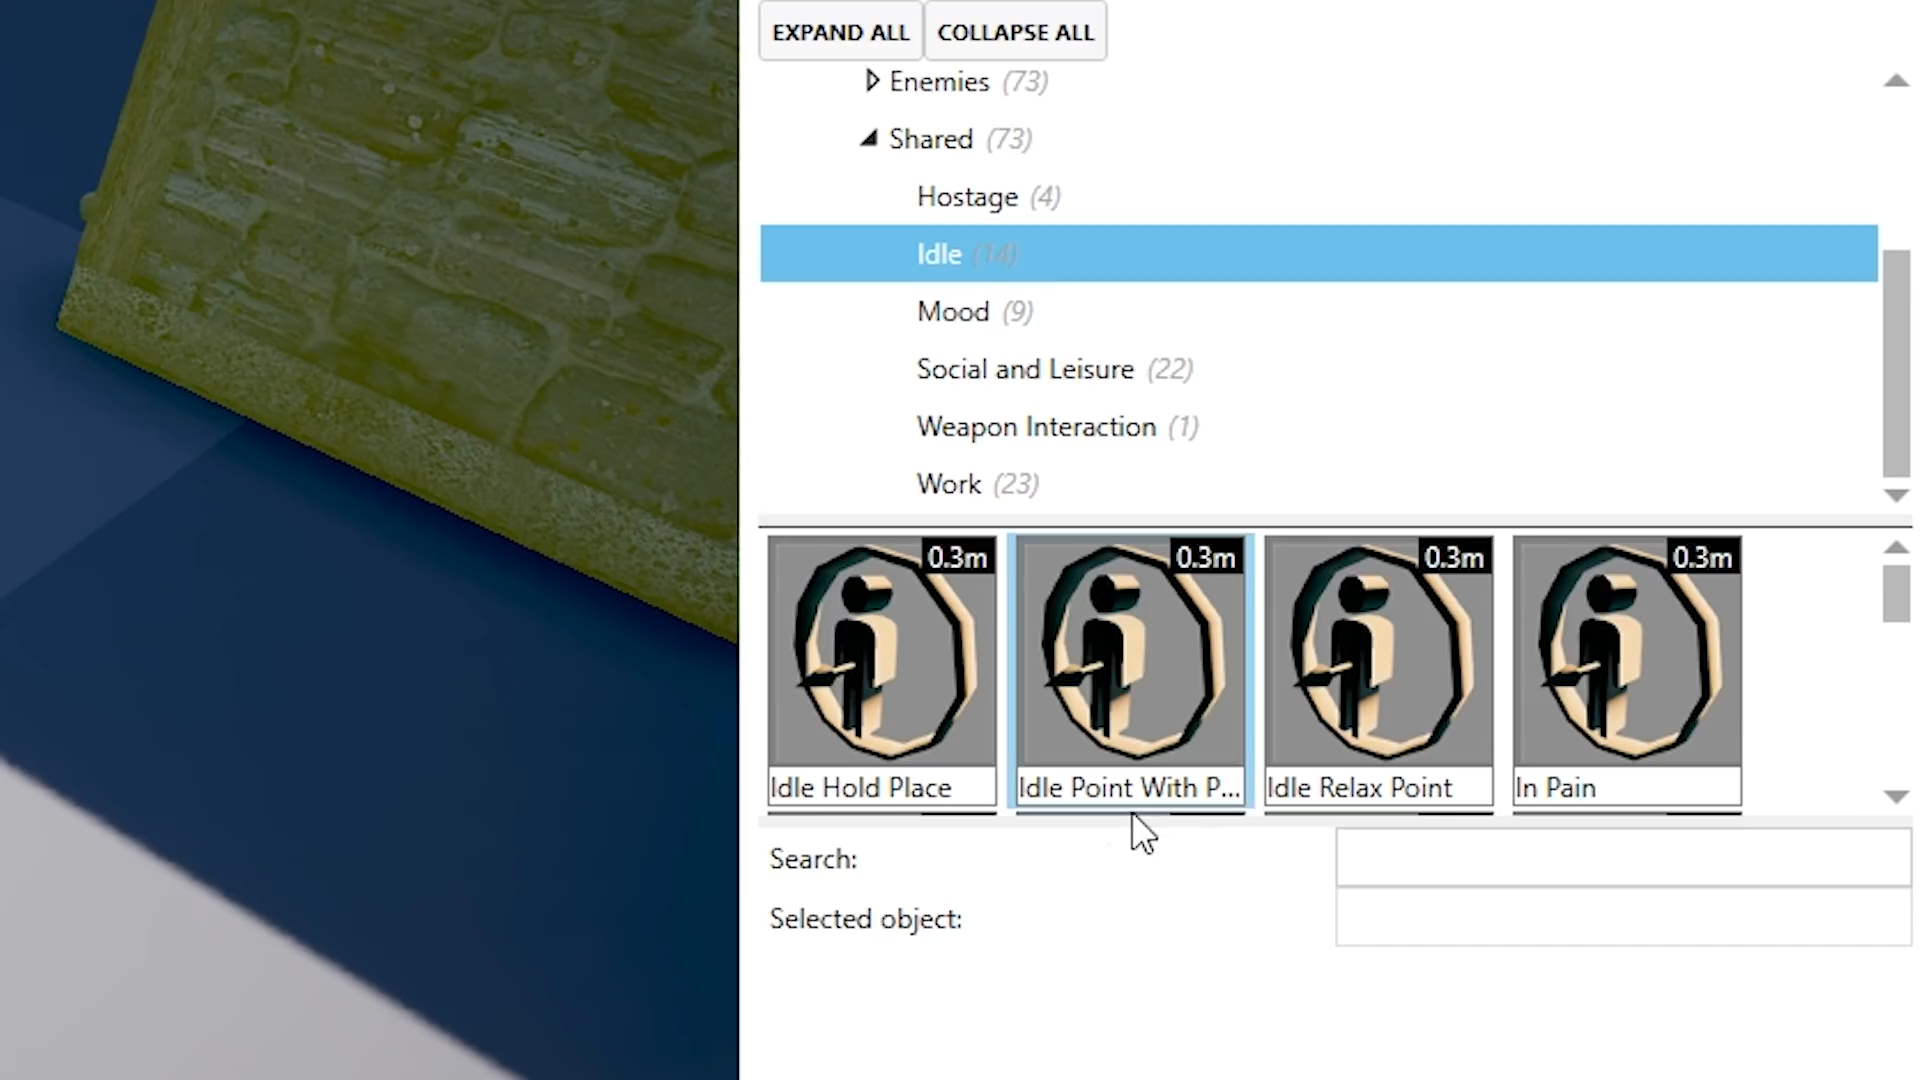 EXPAND ALL COLLAPSE ALL
Enemies (73)
Shared (73)
Hostage (4)
Idle (14)
Mood (9)
Social and Leisure (22)
Weapon Interaction (1)
Work (23)
0.3m 0.3m 0.3m 0.3m
Idle Hold Place Idle Point With P... Idle Relax Point In Pain
Search:
Selected object: